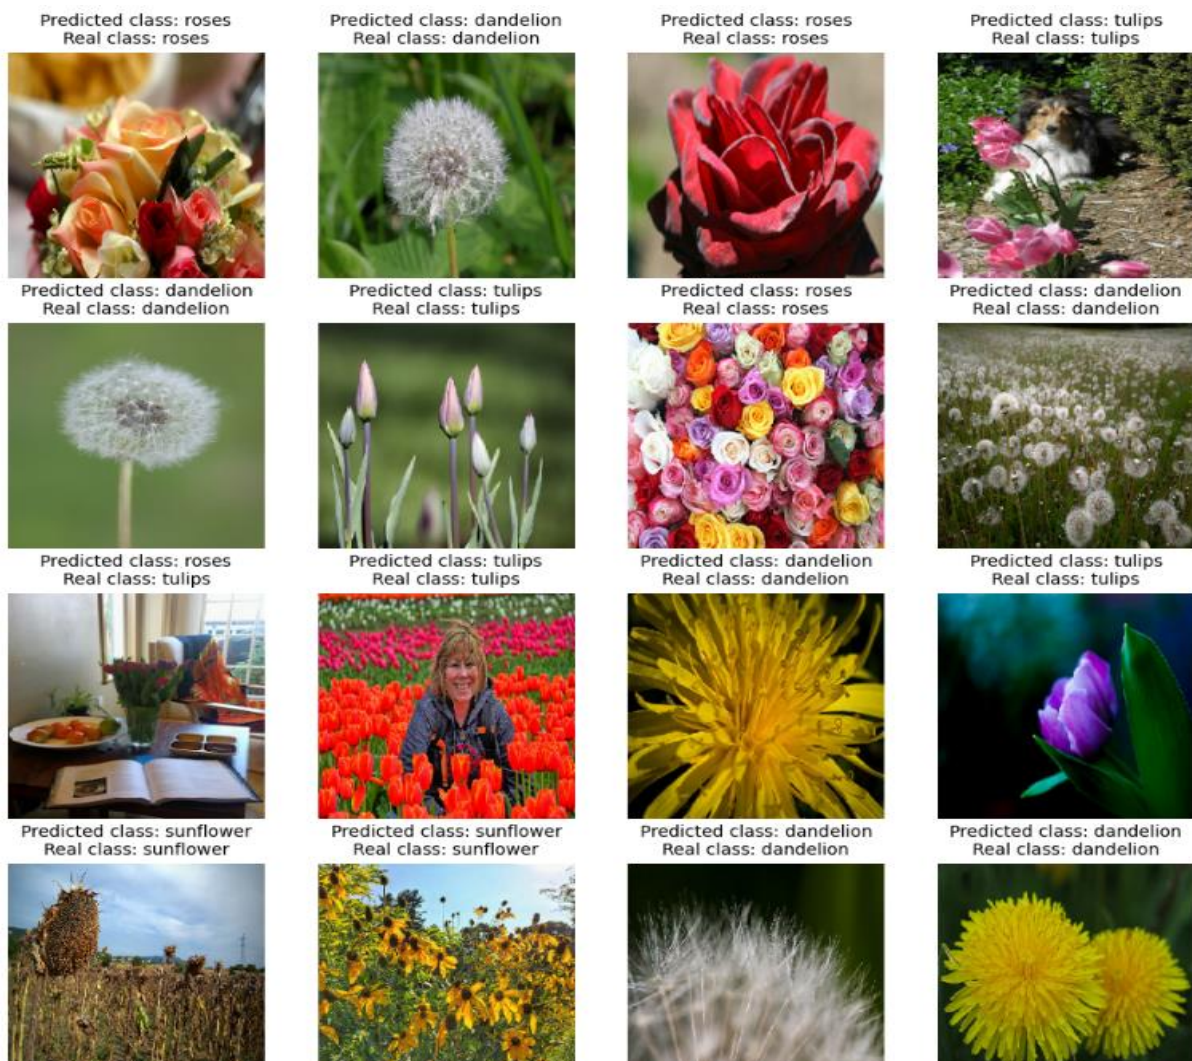 Predicted class: roses
Real class: roses
Predicted class: dandelion
Real class: dandelion
Predicted class: roses
Real class: roses
Predicted class: tulips
Real class: tulips
Predicted class: dandelion
Real class: dandelion
Predicted class: tulips
Real class: tulips
Predicted class: roses
Real class: roses
Predicted class: dandelion
Real class: dandelion
Predicted class: roses
Real class: tulips
Predicted class: tulips
Real class: tulips
Predicted class: dandelion
Real class: dandelion
Predicted class: tulips
Real class: tulips
Predicted class: sunflower
Real class: sunflower
Predicted class: sunflower
Real class: sunflower
Predicted class: dandelion
Real class: dandelion
Predicted class: dandelion
Real class: dandelion